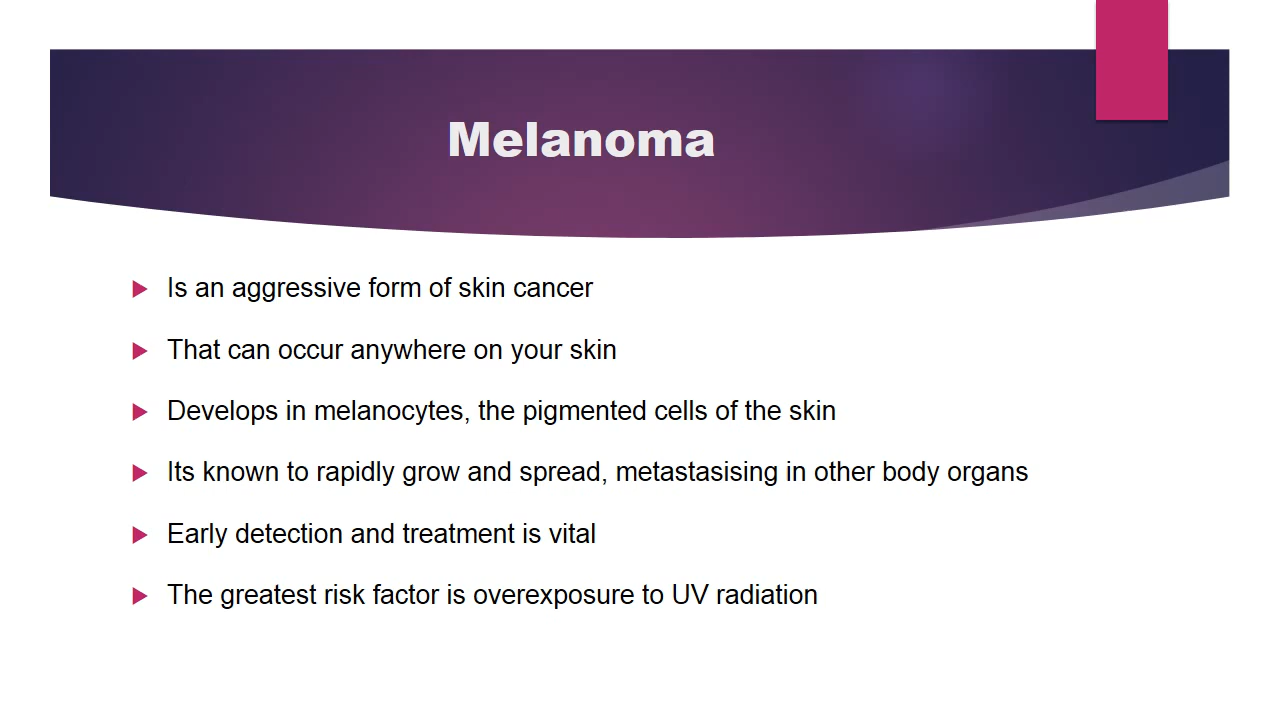 Melanoma
Is an aggressive form of skin cancer
That can occur anywhere on your skin
Develops in melanocytes, the pigmented cells of the skin
Its known to rapidly grow and spread, metastasising in other body organs
Early detection and treatment is vital
The greatest risk factor is overexposure to UV radiation